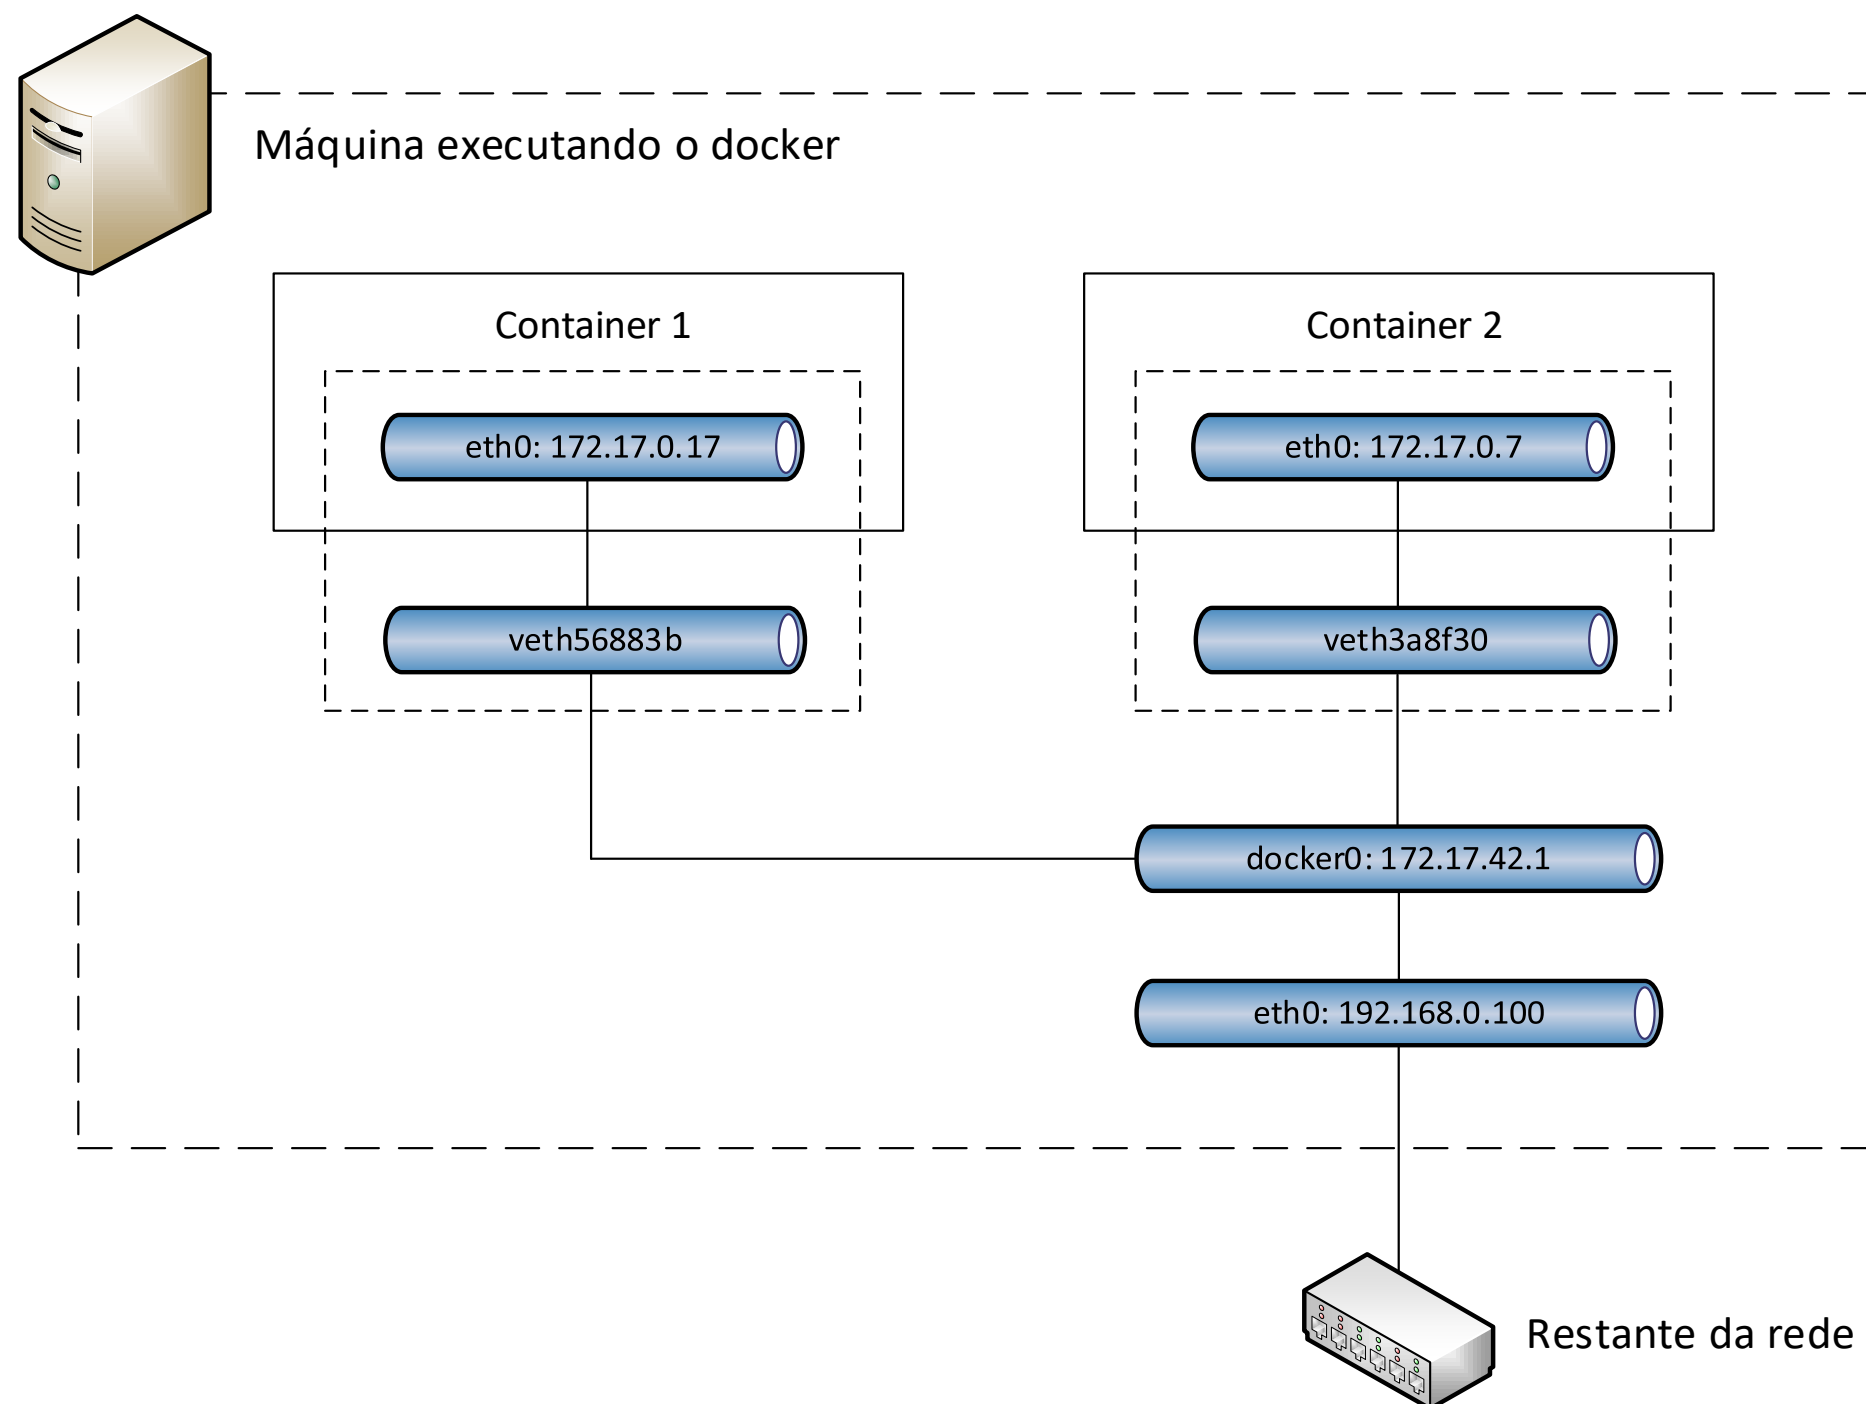 Máquina executando o docker
Container 1
Container 2
eth0: 172.17.0.17
eth0: 172.17.0.7
veth56883b
veth3a8f30
docker0: 172.17.42.1
eth0: 192.168.0.100
Restante da rede